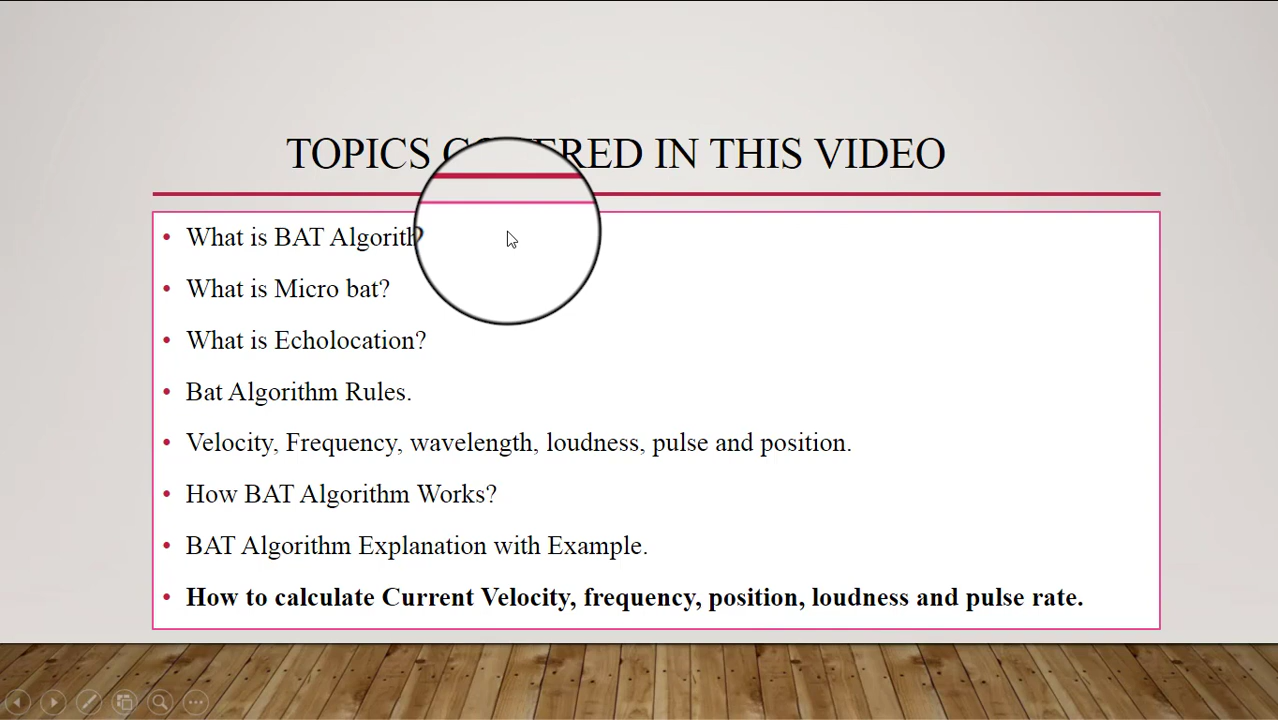 TOPICS COVERED IN THIS VIDEO
• What is BAT Algorith?
• What is Micro bat?
• What is Echolocation?
• Bat Algorithm Rules.
• Velocity, Frequency, wavelength, loudness, pulse and position.
• How BAT Algorithm Works?
• BAT Algorithm Explanation with Example.
• How to calculate Current Velocity, frequency, position, loudness and pulse rate.